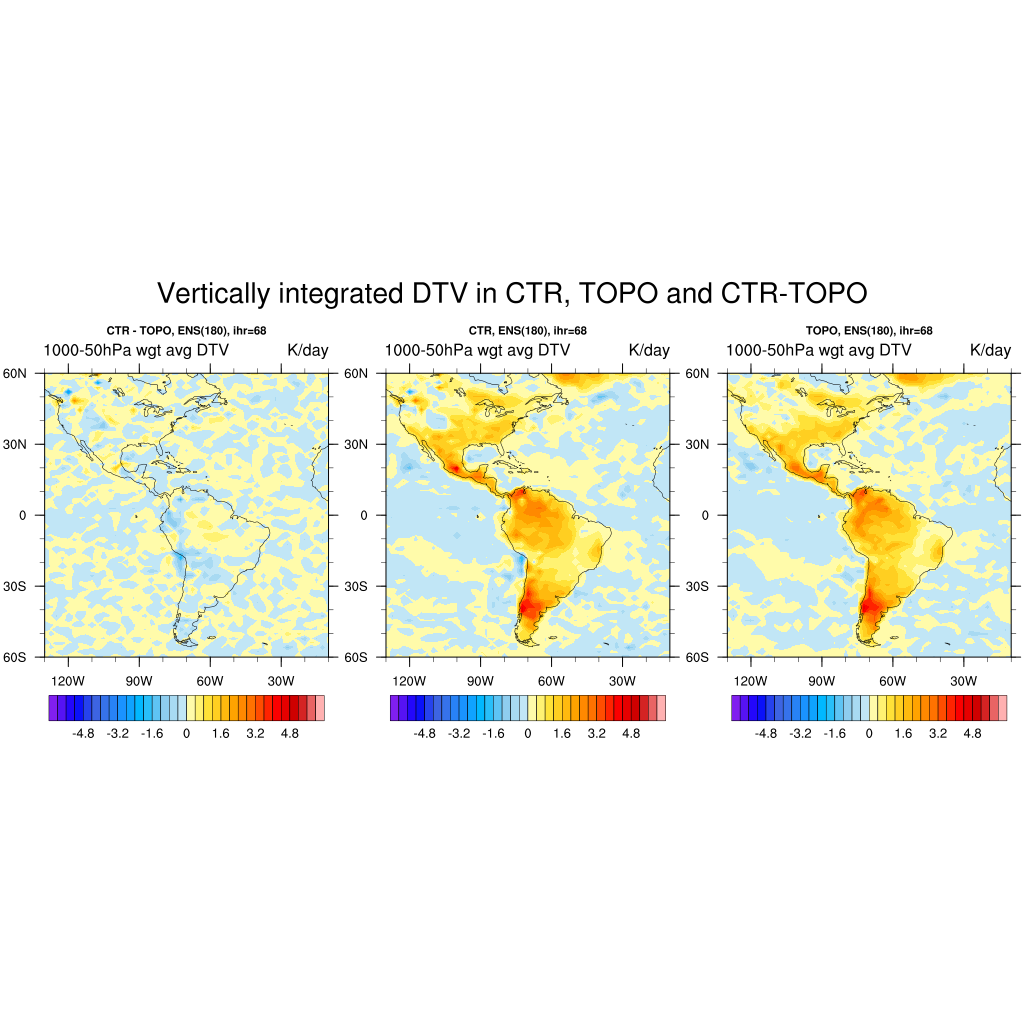 Vertically integrated DTV in CTR, TOPO and CTR-TOPO
CTR - TOPO, ENS(180), ihr=68
1000-50hPa wgt avg DTV K/day
60N
30N
0
30S
60S
120W 90W 60W 30W
-4.8 -3.2 -1.6 0 1.6 3.2 4.8
CTR, ENS(180), ihr=68
1000-50hPa wgt avg DTV K/day
60N
30N
0
30S
60S
120W 90W 60W 30W
-4.8 -3.2 -1.6 0 1.6 3.2 4.8
TOPO, ENS(180), ihr=68
1000-50hPa wgt avg DTV K/day
60N
30N
0
30S
60S
120W 90W 60W 30W
-4.8 -3.2 -1.6 0 1.6 3.2 4.8